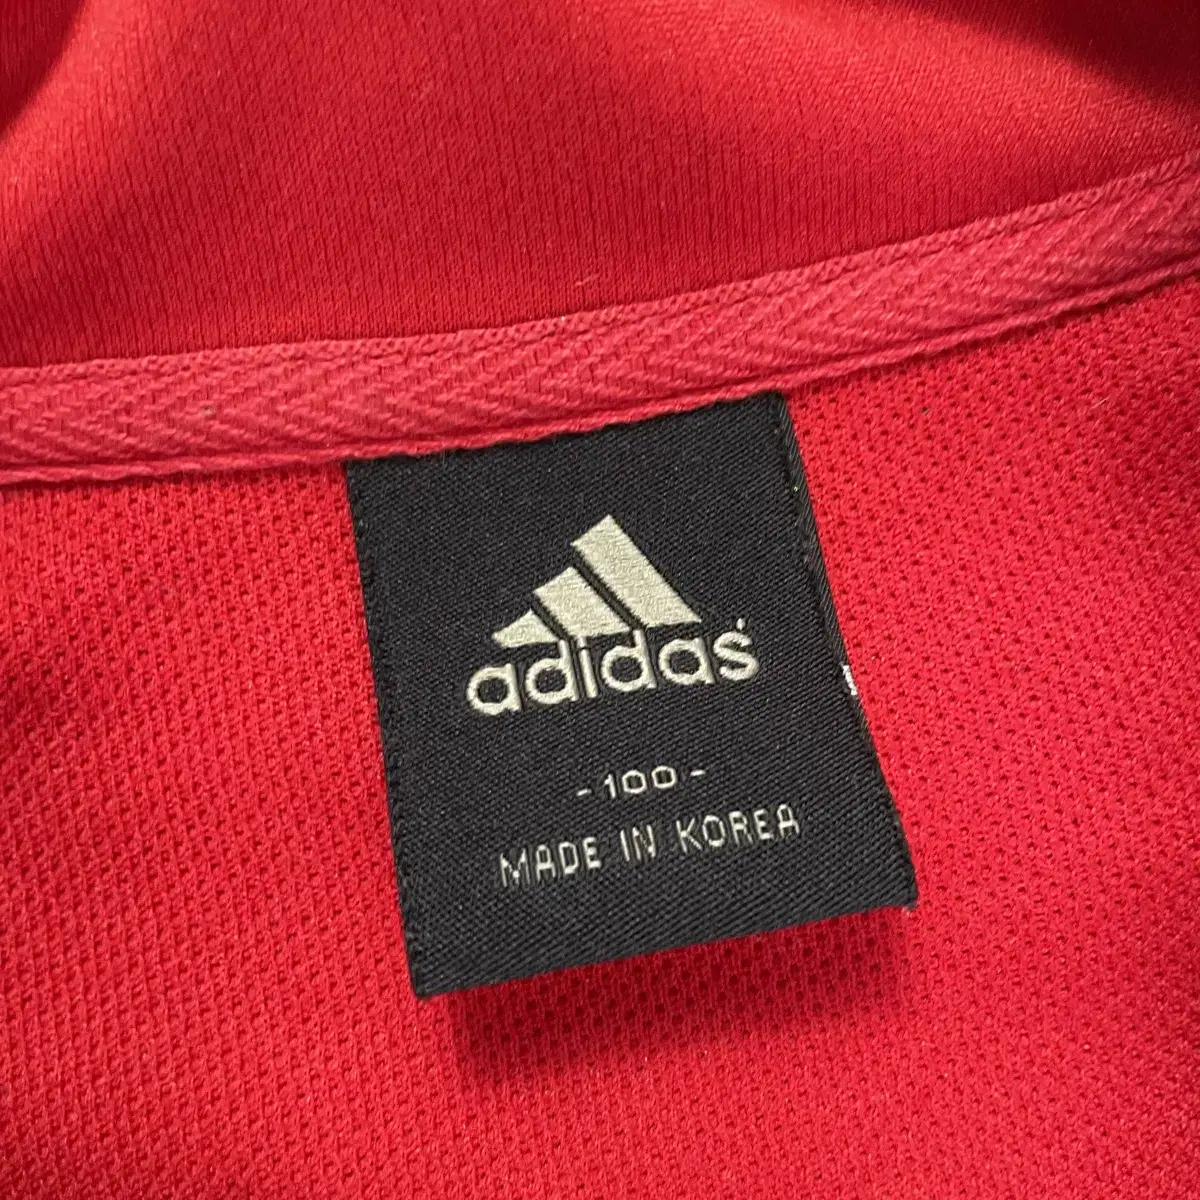 adidas
- 100 -
MADE IN KOREA